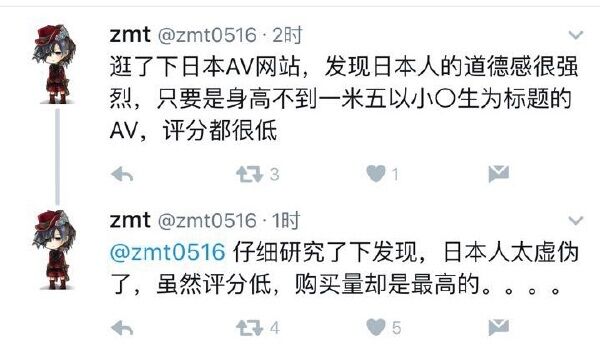 zmt @zmt0516 · 2时
逛了下日本AV网站，发现日本人的道德感很强
烈，只要是身高不到一米五以小〇生为标题的
AV，评分都很低
3
1
zmt @zmt0516 · 1时
@zmt0516 仔细研究了下发现，日本人太虚伪
了，虽然评分低，购买量却是最高的。。。。
4
5